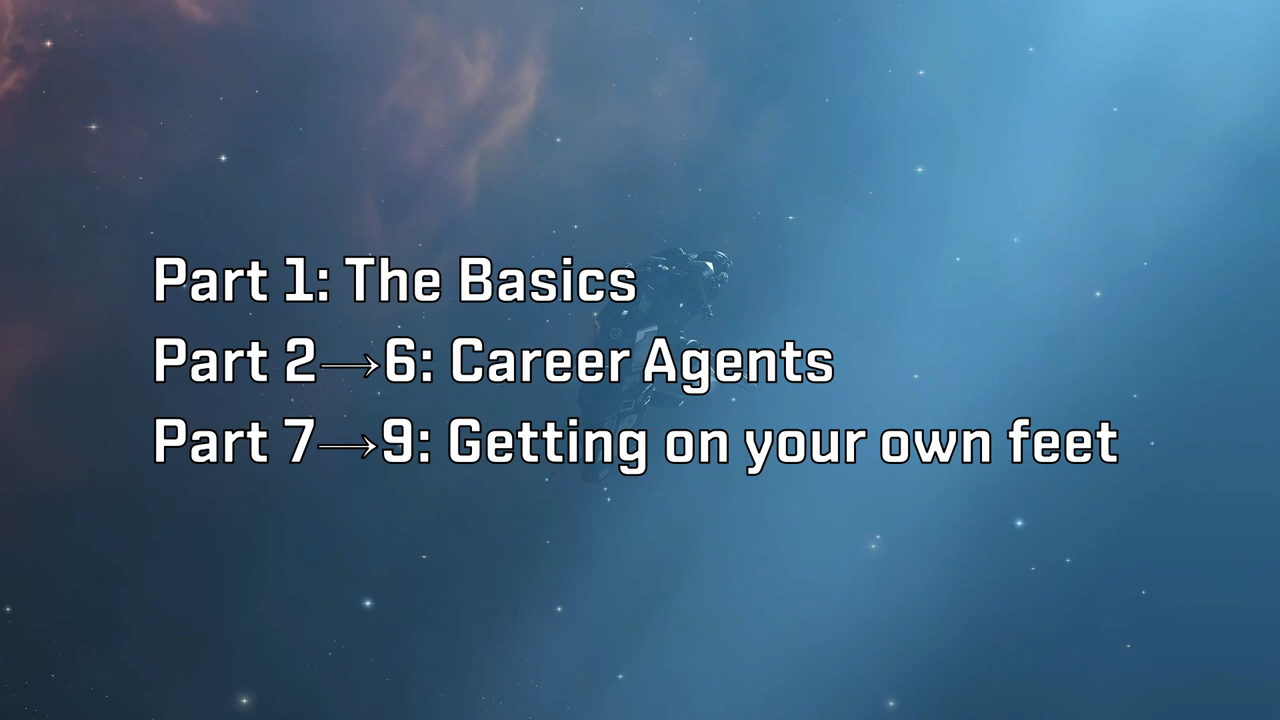 Part 1: The Basics
Part 2→6: Career Agents
Part 7→9: Getting on your own feet